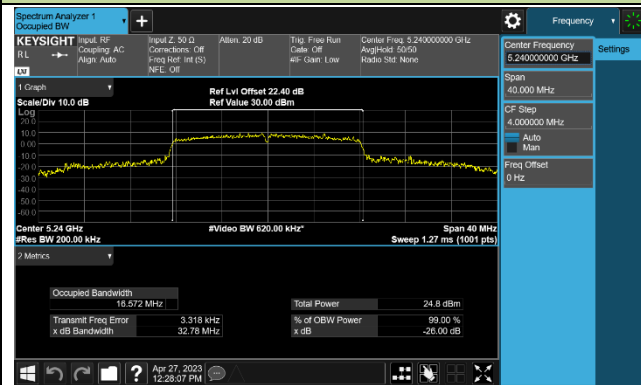 Spectrum Analyzer 1
Occupied BW
Frequency
KEYSIGHT
Input: RF
Coupling: AC
Align: Auto
Input Z: 50 Ω
Corrections: Off
Freq Ref: Int (S)
NFE: Off
Atten: 20 dB
Trig: Free Run
Gate: Off
#IF Gain: Low
Center Freq: 5.240000000 GHz
Avg|Hold: 50/50
Radio Std: None
RL
LXI
Center Frequency
5.240000000 GHz
Settings
Span
40.000 MHz
CF Step
4.000000 MHz
Auto
Man
Freq Offset
0 Hz
1 Graph
Scale/Div 10.0 dB
Ref Lvl Offset 22.40 dB
Ref Value 30.00 dBm
Log
20.0
10.0
0.00
-10.0
-20.0
-30.0
-40.0
-50.0
-60.0
Center 5.24 GHz
#Video BW 620.00 kHz*
Span 40 MHz
#Res BW 200.00 kHz
Sweep 1.27 ms (1001 pts)
2 Metrics
Occupied Bandwidth
16.572 MHz
Total Power
24.8 dBm
Transmit Freq Error
3.318 kHz
% of OBW Power
99.00 %
x dB Bandwidth
32.78 MHz
x dB
-26.00 dB
Apr 27, 2023
12:28:07 PM